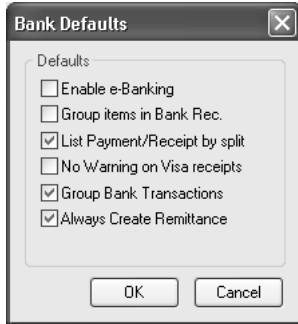 Bank Defaults
Defaults
Enable e-Banking
Group items in Bank Rec.
List Payment/Receipt by split
No Warning on Visa receipts
Group Bank Transactions
Always Create Remittance
OK Cancel